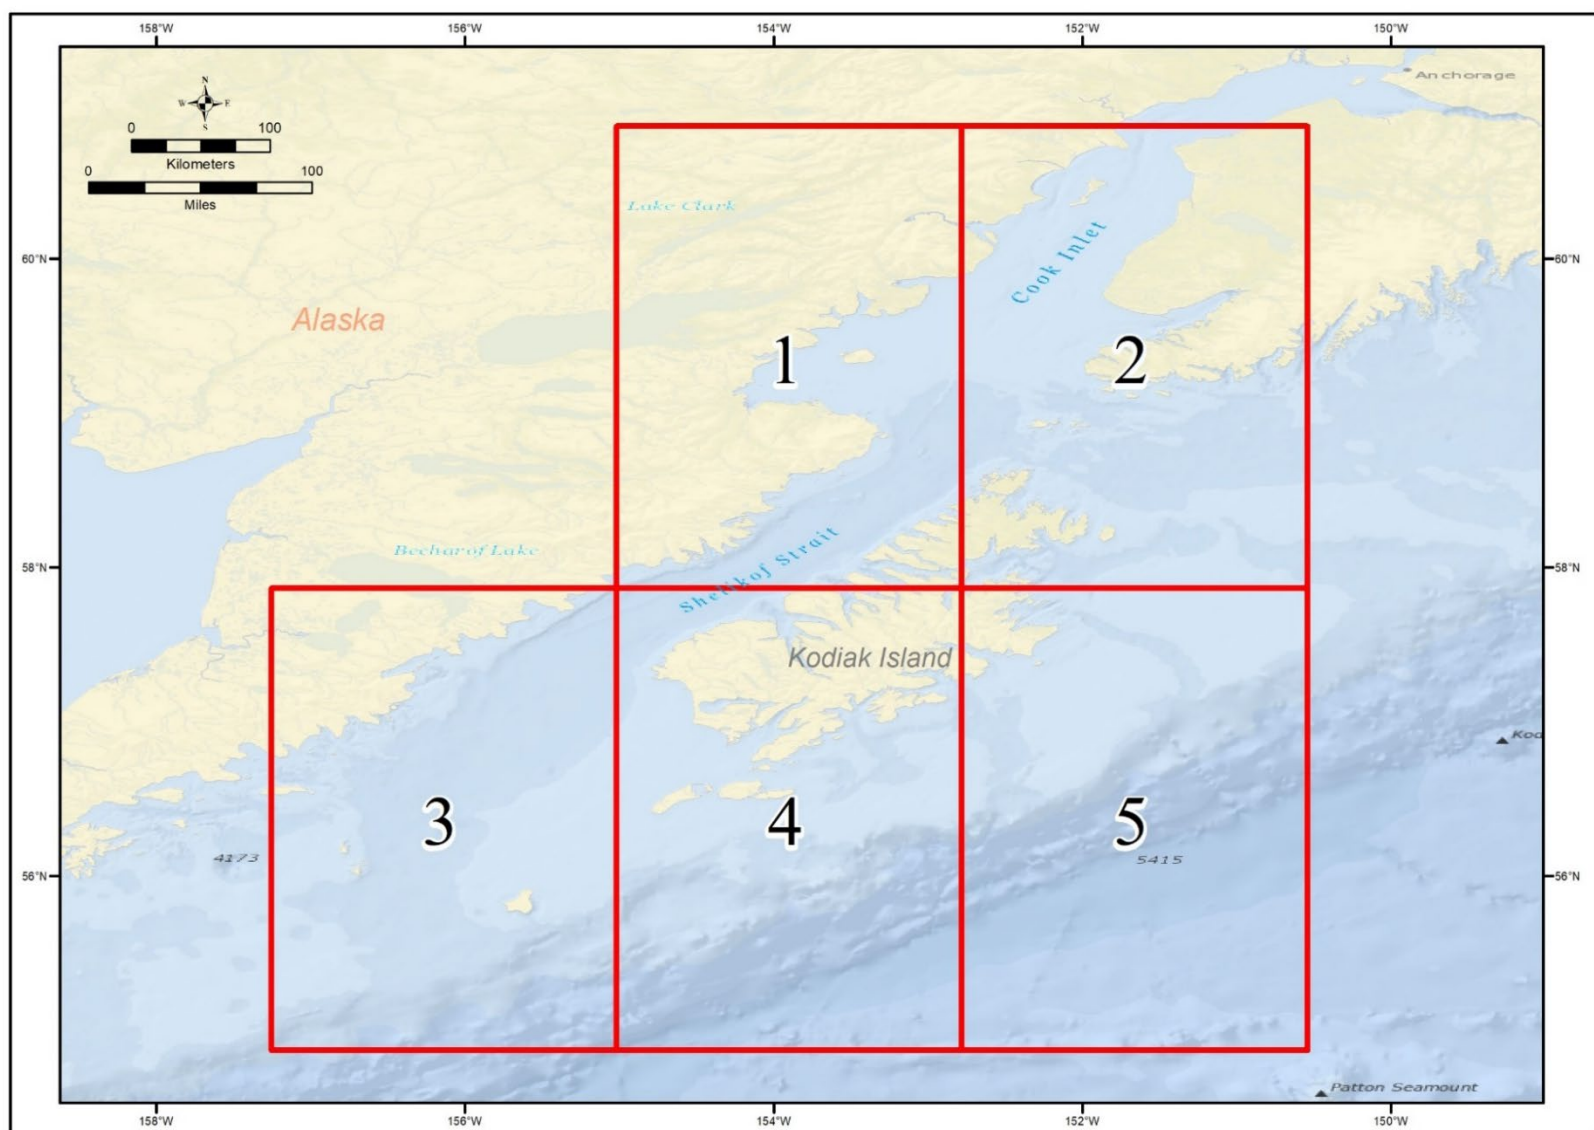 158°W 156°W 154°W 152°W 150°W
Anchorage
N
W E
S
0 100
Kilometers
0 100
Miles
Lake Clark
60°N 60°N
Cook Inlet
Alaska
1 2
Shelikof Strait
Becharof Lake
58°N 58°N
Kodiak Island
Kod
3 4 5
4173 5415
56°N 56°N
Patton Seamount
158°W 156°W 154°W 152°W 150°W